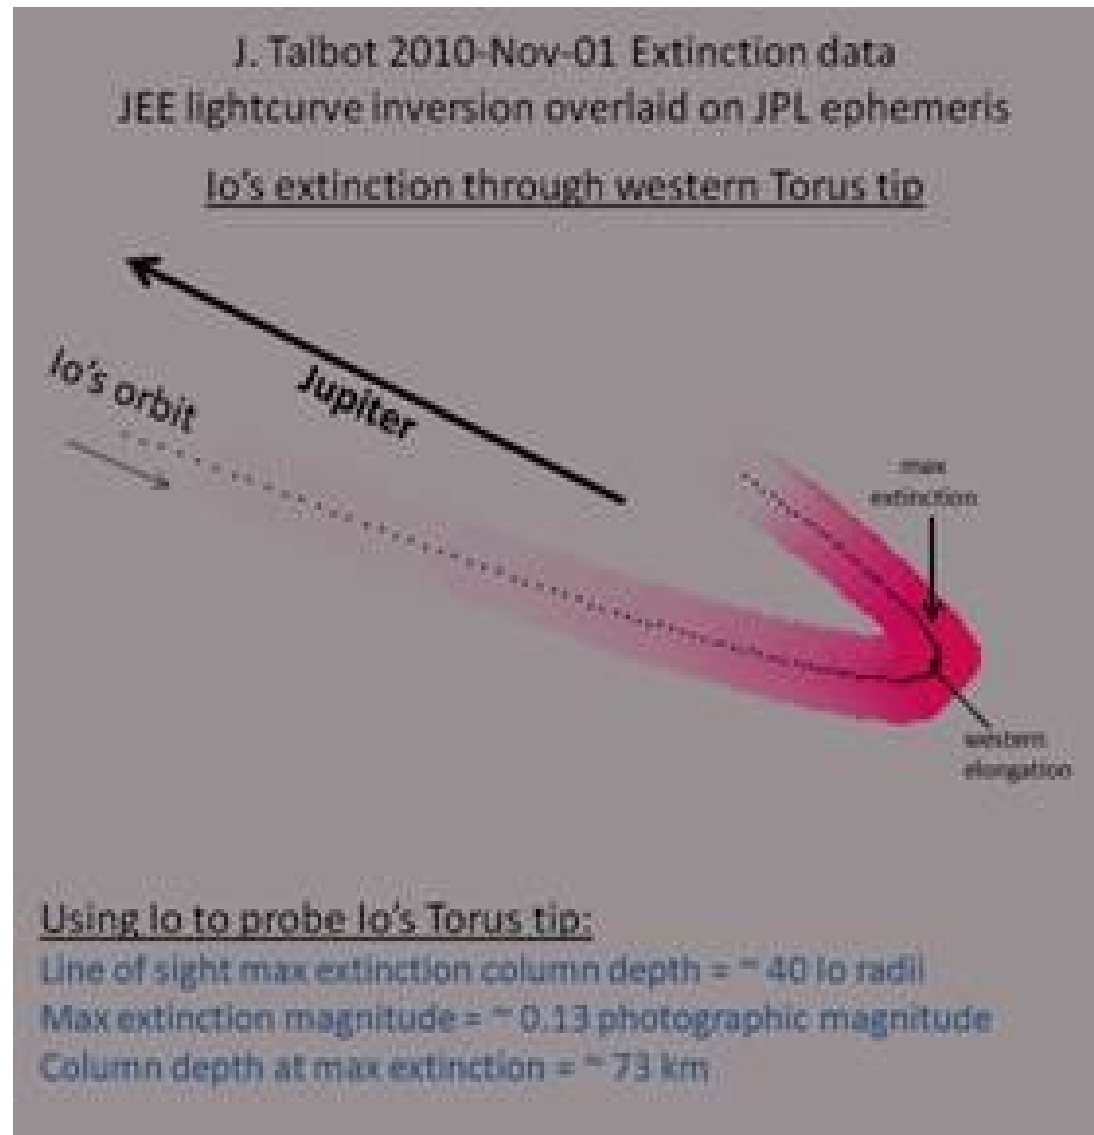 J. Talbot 2010-Nov-01 Extinction data
JEE lightcurve inversion overlaid on JPL ephemeris
Io's extinction through western Torus tip
Jupiter
Io's orbit
max
extinction
western
elongation
Using Io to probe Io's Torus tip:
Line of sight max extinction column depth = ~ 40 Io radii
Max extinction magnitude = ~ 0.13 photographic magnitude
Column depth at max extinction = ~ 73 km